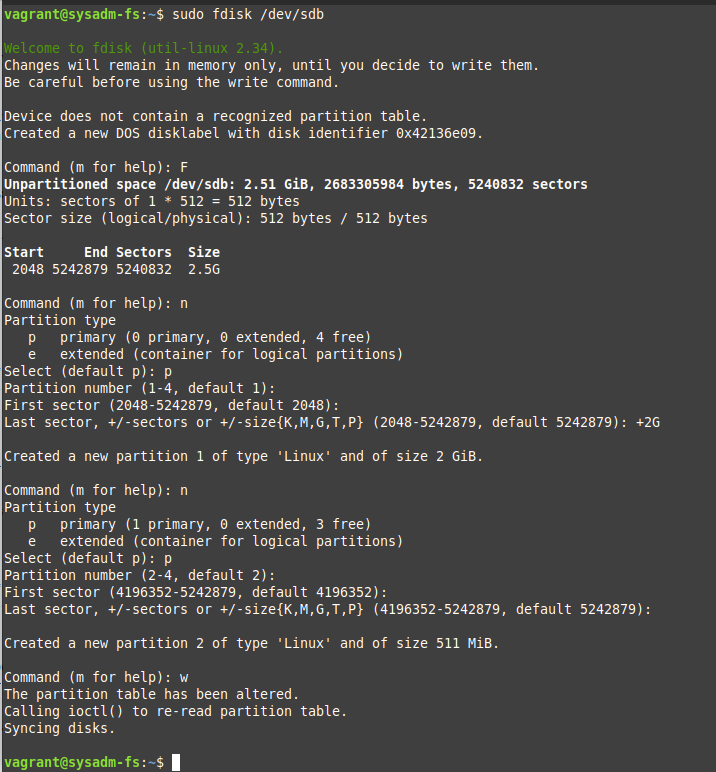 vagrant@sysadm-fs:~$ sudo fdisk /dev/sdb
Welcome to fdisk (util-linux 2.34).
Changes will remain in memory only, until you decide to write them.
Be careful before using the write command.
Device does not contain a recognized partition table.
Created a new DOS disklabel with disk identifier 0x42136e09.
Command (m for help): F
Unpartitioned space /dev/sdb: 2.51 GiB, 2683305984 bytes, 5240832 sectors
Units: sectors of 1 * 512 = 512 bytes
Sector size (logical/physical): 512 bytes / 512 bytes
Start     End Sectors  Size
 2048 5242879 5240832  2.5G
Command (m for help): n
Partition type
   p   primary (0 primary, 0 extended, 4 free)
   e   extended (container for logical partitions)
Select (default p): p
Partition number (1-4, default 1):
First sector (2048-5242879, default 2048):
Last sector, +/-sectors or +/-size{K,M,G,T,P} (2048-5242879, default 5242879): +2G
Created a new partition 1 of type 'Linux' and of size 2 GiB.
Command (m for help): n
Partition type
   p   primary (1 primary, 0 extended, 3 free)
   e   extended (container for logical partitions)
Select (default p): p
Partition number (2-4, default 2):
First sector (4196352-5242879, default 4196352):
Last sector, +/-sectors or +/-size{K,M,G,T,P} (4196352-5242879, default 5242879):
Created a new partition 2 of type 'Linux' and of size 511 MiB.
Command (m for help): w
The partition table has been altered.
Calling ioctl() to re-read partition table.
Syncing disks.
vagrant@sysadm-fs:~$